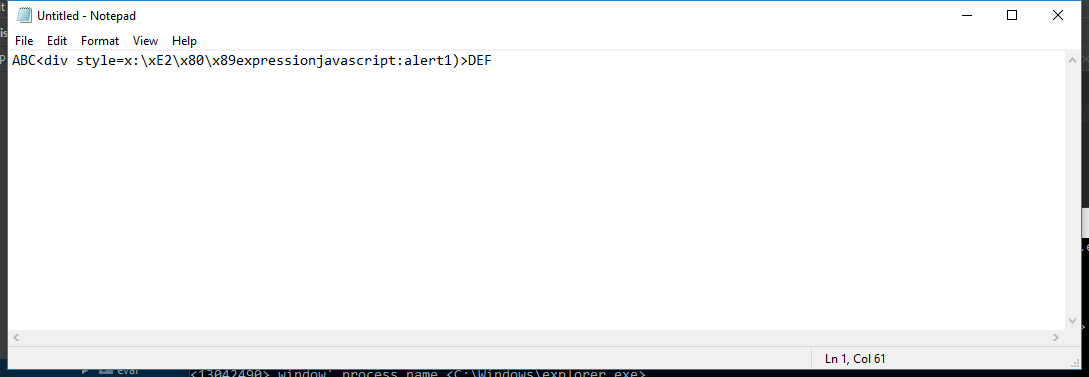 Untitled - Notepad
File Edit Format View Help
ABC<div style=x:\xE2\x80\x89expressionjavascript:alert1)>DEF
Ln 1, Col 61
eval
<13042490> window' process name <C:\Windows\explorer.exe>